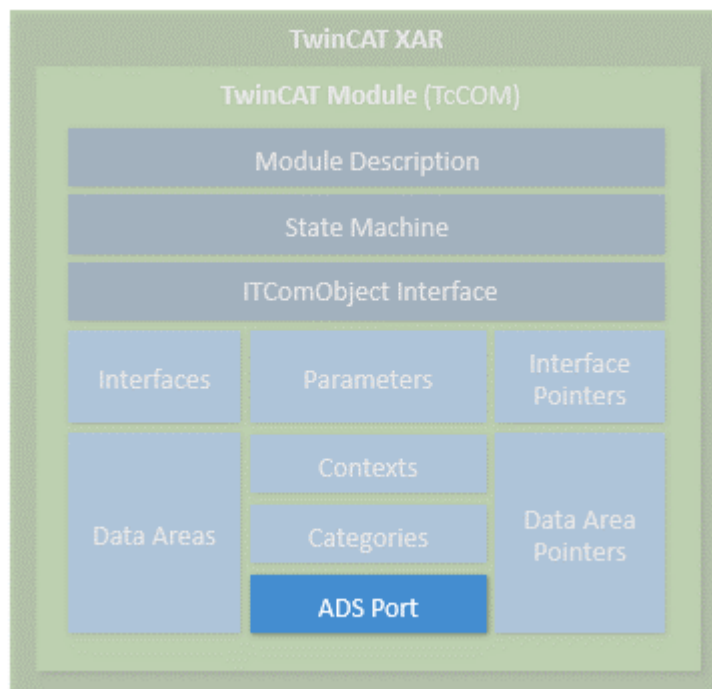 TwinCAT XAR
TwinCAT Module (TcCOM)
Module Description
State Machine
ITComObject Interface
Interfaces
Parameters
Interface
Pointers
Data Areas
Contexts
Categories
ADS Port
Data Area
Pointers